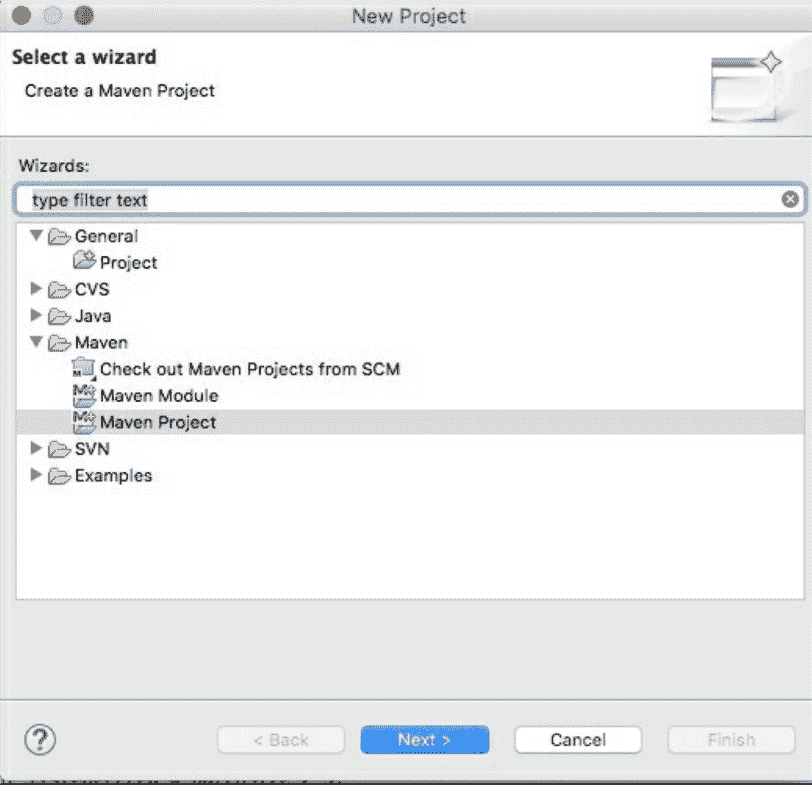 New Project
Select a wizard
Create a Maven Project
Wizards:
type filter text
General
Project
CVS
Java
Maven
Check out Maven Projects from SCM
Maven Module
Maven Project
SVN
Examples
?
< Back
Next >
Cancel
Finish